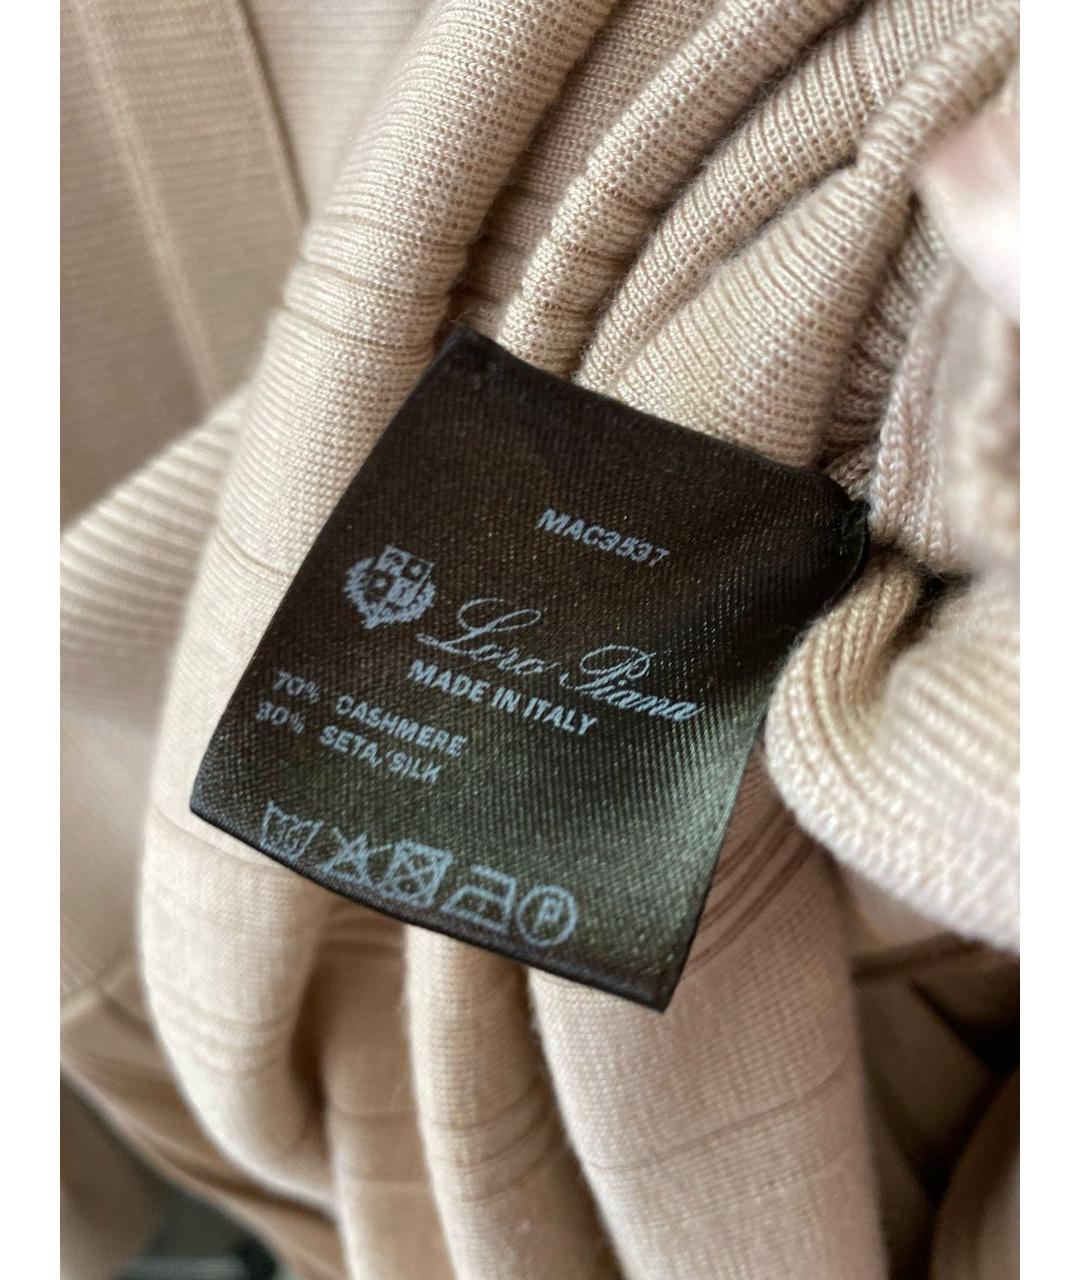 MAC3537
Loro Piana
MADE IN ITALY
70% CASHMERE
30% SETA/SILK
P